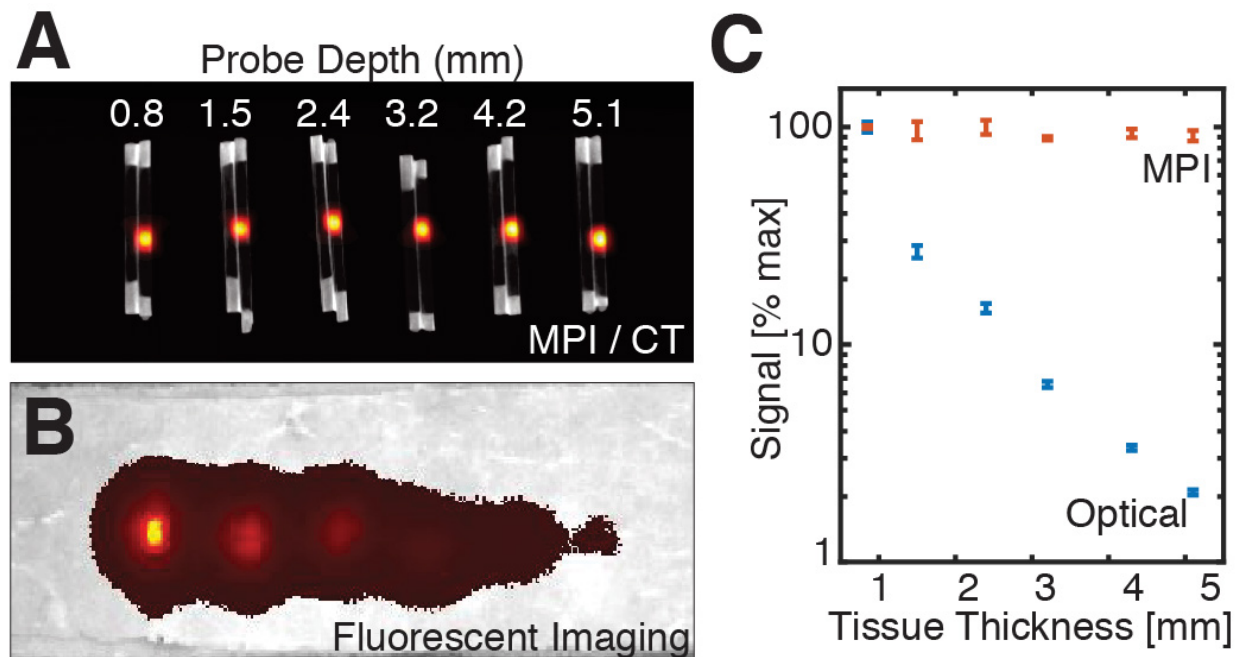 A
Probe Depth (mm)
0.8 1.5 2.4 3.2 4.2 5.1
MPI / CT
B
Fluorescent Imaging
C
Signal [% max]
100
10
1
MPI
Optical
1 2 3 4 5
Tissue Thickness [mm]